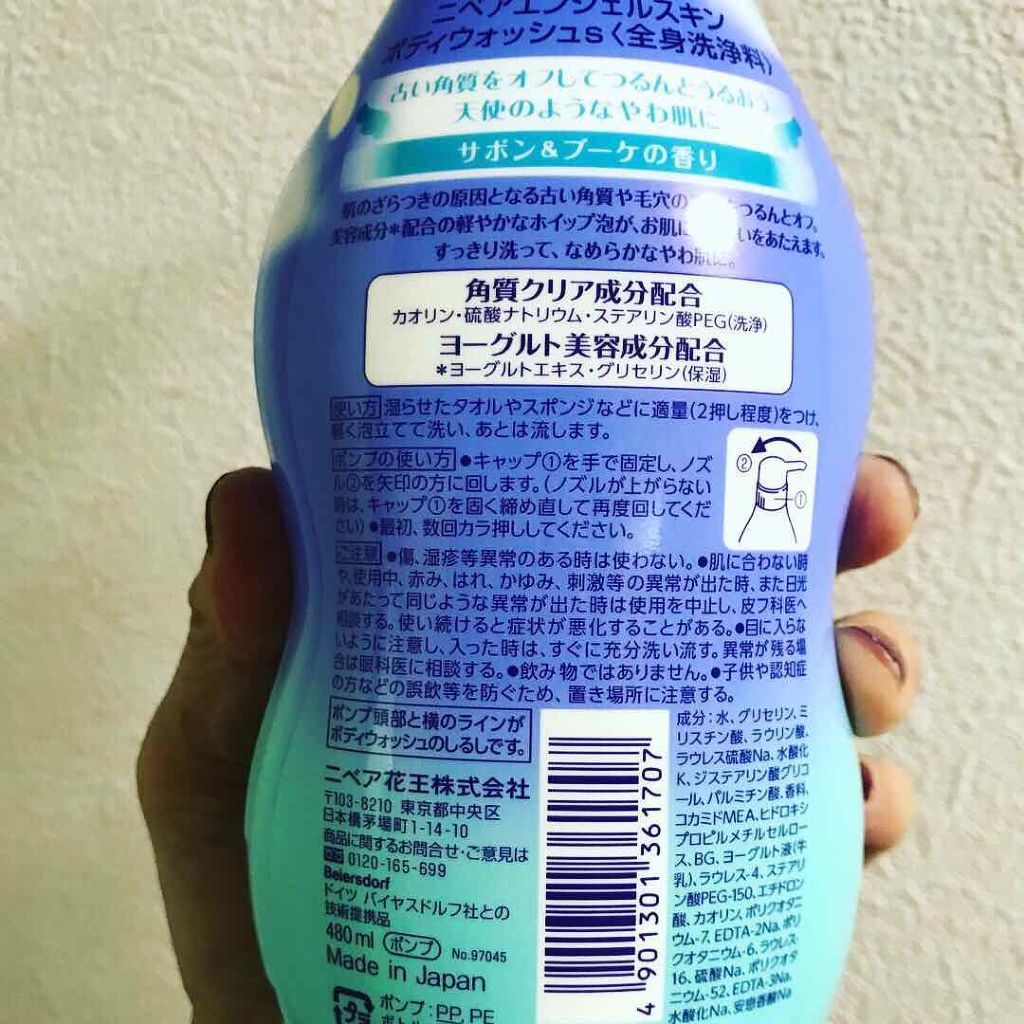 ニベアエンジェルスキン
ボディウォッシュs〈全身洗浄料〉
古い角質をオフしてつるんとうるおう
天使のようなやわ肌に
サボン&ブーケの香り
肌のざらつきの原因となる古い角質や毛穴の つるんとオフ。
美容成分*配合の軽やかなホイップ泡が、お肌に いをあたえます。
すっきり洗って、なめらかなやわ肌に。
角質クリア成分配合
カオリン・硫酸ナトリウム・ステアリン酸PEG(洗浄)
ヨーグルト美容成分配合
*ヨーグルトエキス・グリセリン(保湿)
使い方 湿らせたタオルやスポンジなどに適量(2押し程度)をつけ、
軽く泡立てて洗い、あとは流します。
ポンプの使い方 ●キャップ①を手で固定し、ノズ
ル②を矢印の方に回します。(ノズルが上がらない
時は、キャップ①を固く締め直して再度回してくだ
さい) ●最初、数回カラ押ししてください。
②
①
ご注意 ●傷、湿疹等異常のある時は使わない。●肌に合わない時
や、使用中、赤み、はれ、かゆみ、刺激等の異常が出た時、また日光
があたって同じような異常が出た時は使用を中止し、皮フ科医へ
相談する。使い続けると症状が悪化することがある。●目に入らな
いように注意し、入った時は、すぐに充分洗い流す。異常が残る場
合は眼科医に相談する。●飲み物ではありません。●子供や認知症
の方などの誤飲等を防ぐため、置き場所に注意する。
ポンプ頭部と横のラインが
ボディウォッシュのしるしです。
ニベア花王株式会社
〒103-8210 東京都中央区
日本橋茅場町1-14-10
商品に関するお問合せ・ご意見は
0120-165-699
Beiersdorf
ドイツ バイヤスドルフ社との
技術提携品
480ml ポンプ No.97045
Made in Japan
プラ ポンプ:PP, PE
4 901301 361707
成分:水、グリセリン、ミ
リスチン酸、ラウリン酸、
ラウレス硫酸Na、水酸化
K、ジステアリン酸グリコ
ール、パルミチン酸、香料、
コカミドMEA、ヒドロキシ
プロピルメチルセルロー
ス、BG、ヨーグルト液(牛
乳)、ラウレス-4、ステアリ
ン酸PEG-150、エチドロン
酸、カオリン、ポリクオタニ
ウム-7、EDTA-2Na、ポリ
クオタニウム-6、ラウレス-
16、硫酸Na、ポリクオタ
ニウム-52、EDTA-3Na、
水酸化Na、安息香酸Na